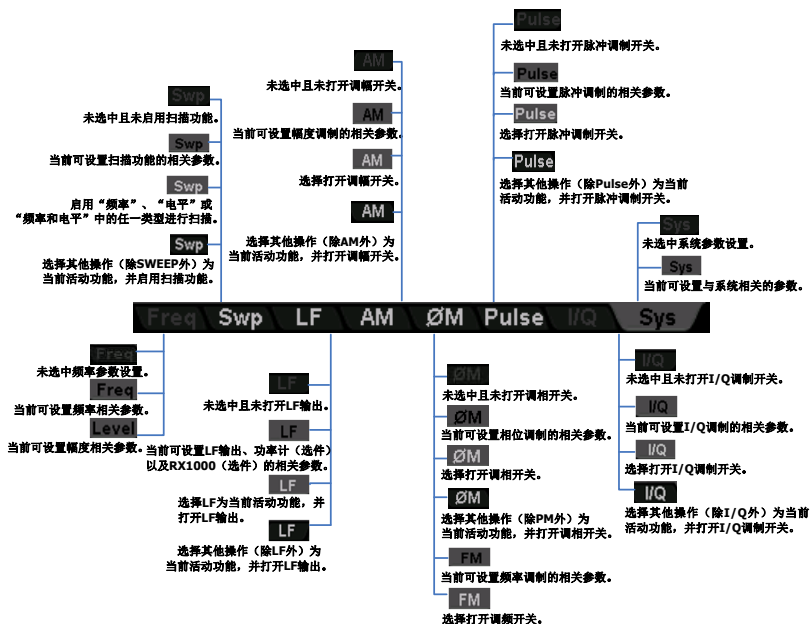 Swp
未选中且未启用扫描功能。
Swp
当前可设置扫描功能的相关参数。
Swp
启用“频率”、“电平”或
“频率和电平”中的任一类型进行扫描。
Swp
选择其他操作（除SWEEP外）为
当前活动功能，并启用扫描功能。
AM
未选中且未打开调幅开关。
AM
当前可设置幅度调制的相关参数。
AM
选择打开调幅开关。
AM
选择其他操作（除AM外）为
当前活动功能，并打开调幅开关。
Pulse
未选中且未打开脉冲调制开关。
Pulse
当前可设置脉冲调制的相关参数。
Pulse
选择打开脉冲调制开关。
Pulse
选择其他操作（除Pulse外）为当前
活动功能，并打开脉冲调制开关。
Sys
未选中系统参数设置。
Sys
当前可设置与系统相关的参数。
Freq Swp LF AM ØM Pulse I/Q Sys
Freq
未选中频率参数设置。
Freq
当前可设置频率相关参数。
Level
当前可设置幅度相关参数。
LF
未选中且未打开LF输出。
LF
当前可设置LF输出、功率计（选件）
以及RX1000（选件）的相关参数。
LF
选择LF为当前活动功能，并
打开LF输出。
LF
选择其他操作（除LF外）为
当前活动功能，并打开LF输出。
ØM
未选中且未打开调相开关。
ØM
当前可设置相位调制的相关参数。
ØM
选择打开调相开关。
ØM
选择其他操作（除PM外）为
当前活动功能，并打开调相开关。
FM
当前可设置频率调制的相关参数。
FM
选择打开调频开关。
I/Q
未选中且未打开I/Q调制开关。
I/Q
当前可设置I/Q调制的相关参数。
I/Q
选择打开I/Q调制开关。
I/Q
选择其他操作（除I/Q外）为当前
活动功能，并打开I/Q调制开关。